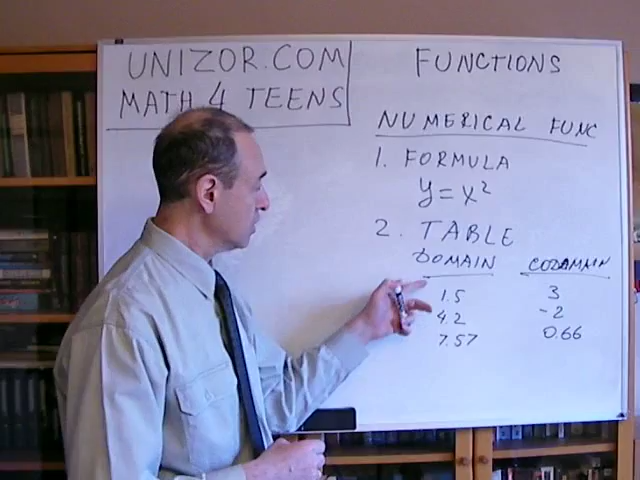 UNIZOR.COM
MATH 4 TEENS
FUNCTIONS
NUMERICAL FUNC
1. FORMULA
y = x²
2. TABLE
DOMAIN CODAMAIN
1.5 3
4.2 -2
7.57 0.66